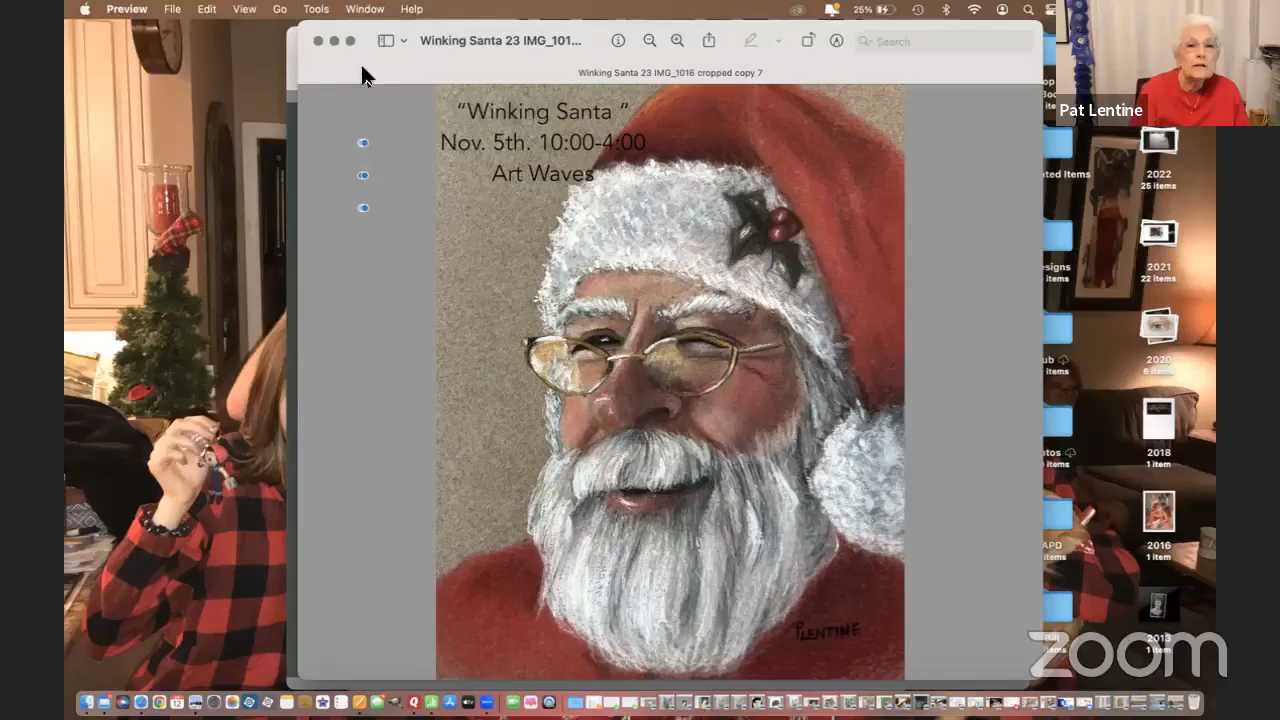 Preview File Edit View Go Tools Window Help
25%
Winking Santa 23 IMG_101...
Search
Winking Santa 23 IMG_1016 cropped copy 7
Pat Lentine
“Winking Santa ”
Nov. 5th. 10:00-4:00
Art Waves
2022
25 items
2021
22 items
2020
6 items
2018
1 item
2016
1 item
2013
1 item
PLENTINE
zoom